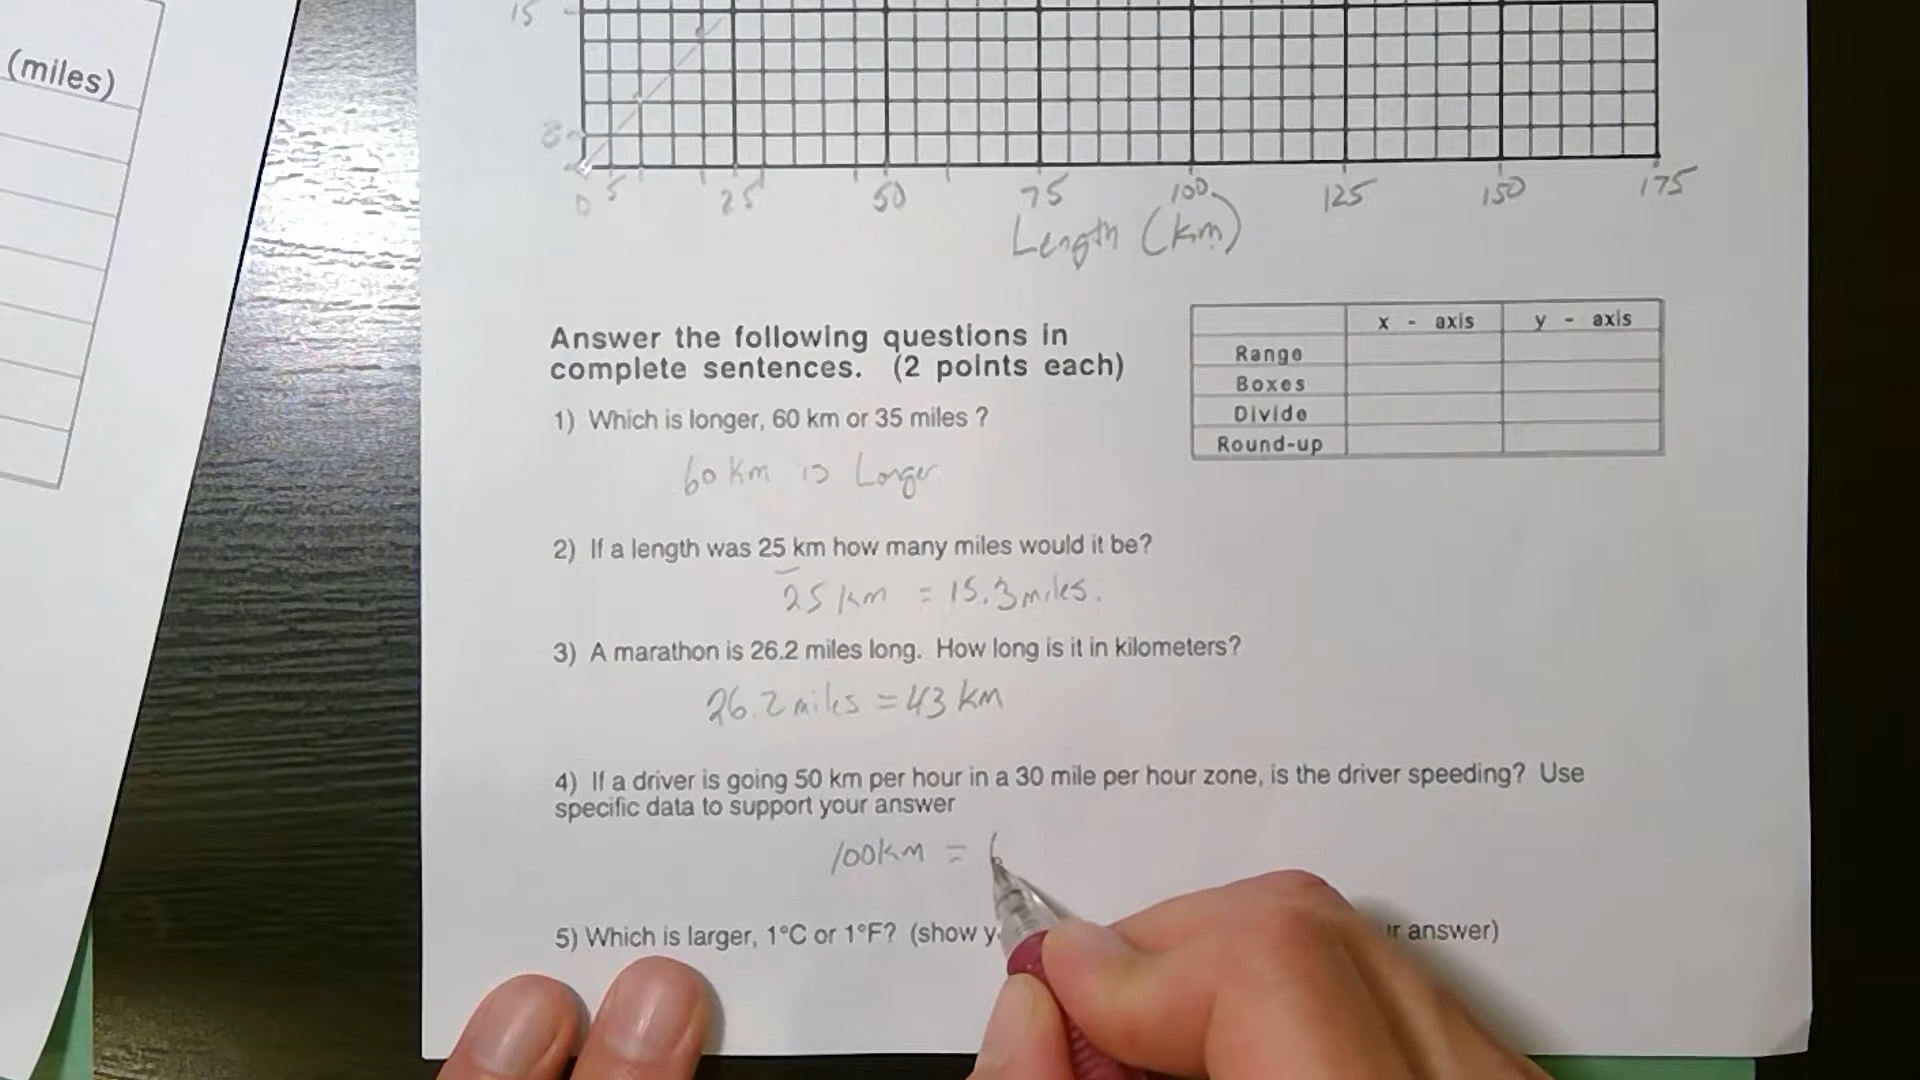 (miles)
15
3
0 5 25 50 75 100 125 150 175
Length (km)
Answer the following questions in
complete sentences. (2 points each)
x - axis y - axis
Range
Boxes
Divide
Round-up
1) Which is longer, 60 km or 35 miles ?
60 km is Longer
2) If a length was 25 km how many miles would it be?
25 km = 15.3 miles.
3) A marathon is 26.2 miles long. How long is it in kilometers?
26.2 miles = 43 km
4) If a driver is going 50 km per hour in a 30 mile per hour zone, is the driver speeding? Use
specific data to support your answer
100km = 6
5) Which is larger, 1°C or 1°F? (show y answer)